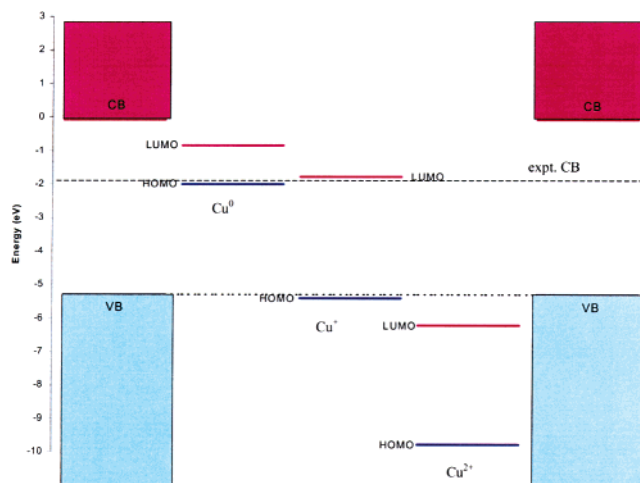 3
2
1
0
-1
-2
-3
-4
-5
-6
-7
-8
-9
-10
Energy (eV)
CB
CB
LUMO
HOMO
Cu⁰
LUMO
expt. CB
VB
VB
HOMO
Cu⁺
LUMO
HOMO
Cu²⁺